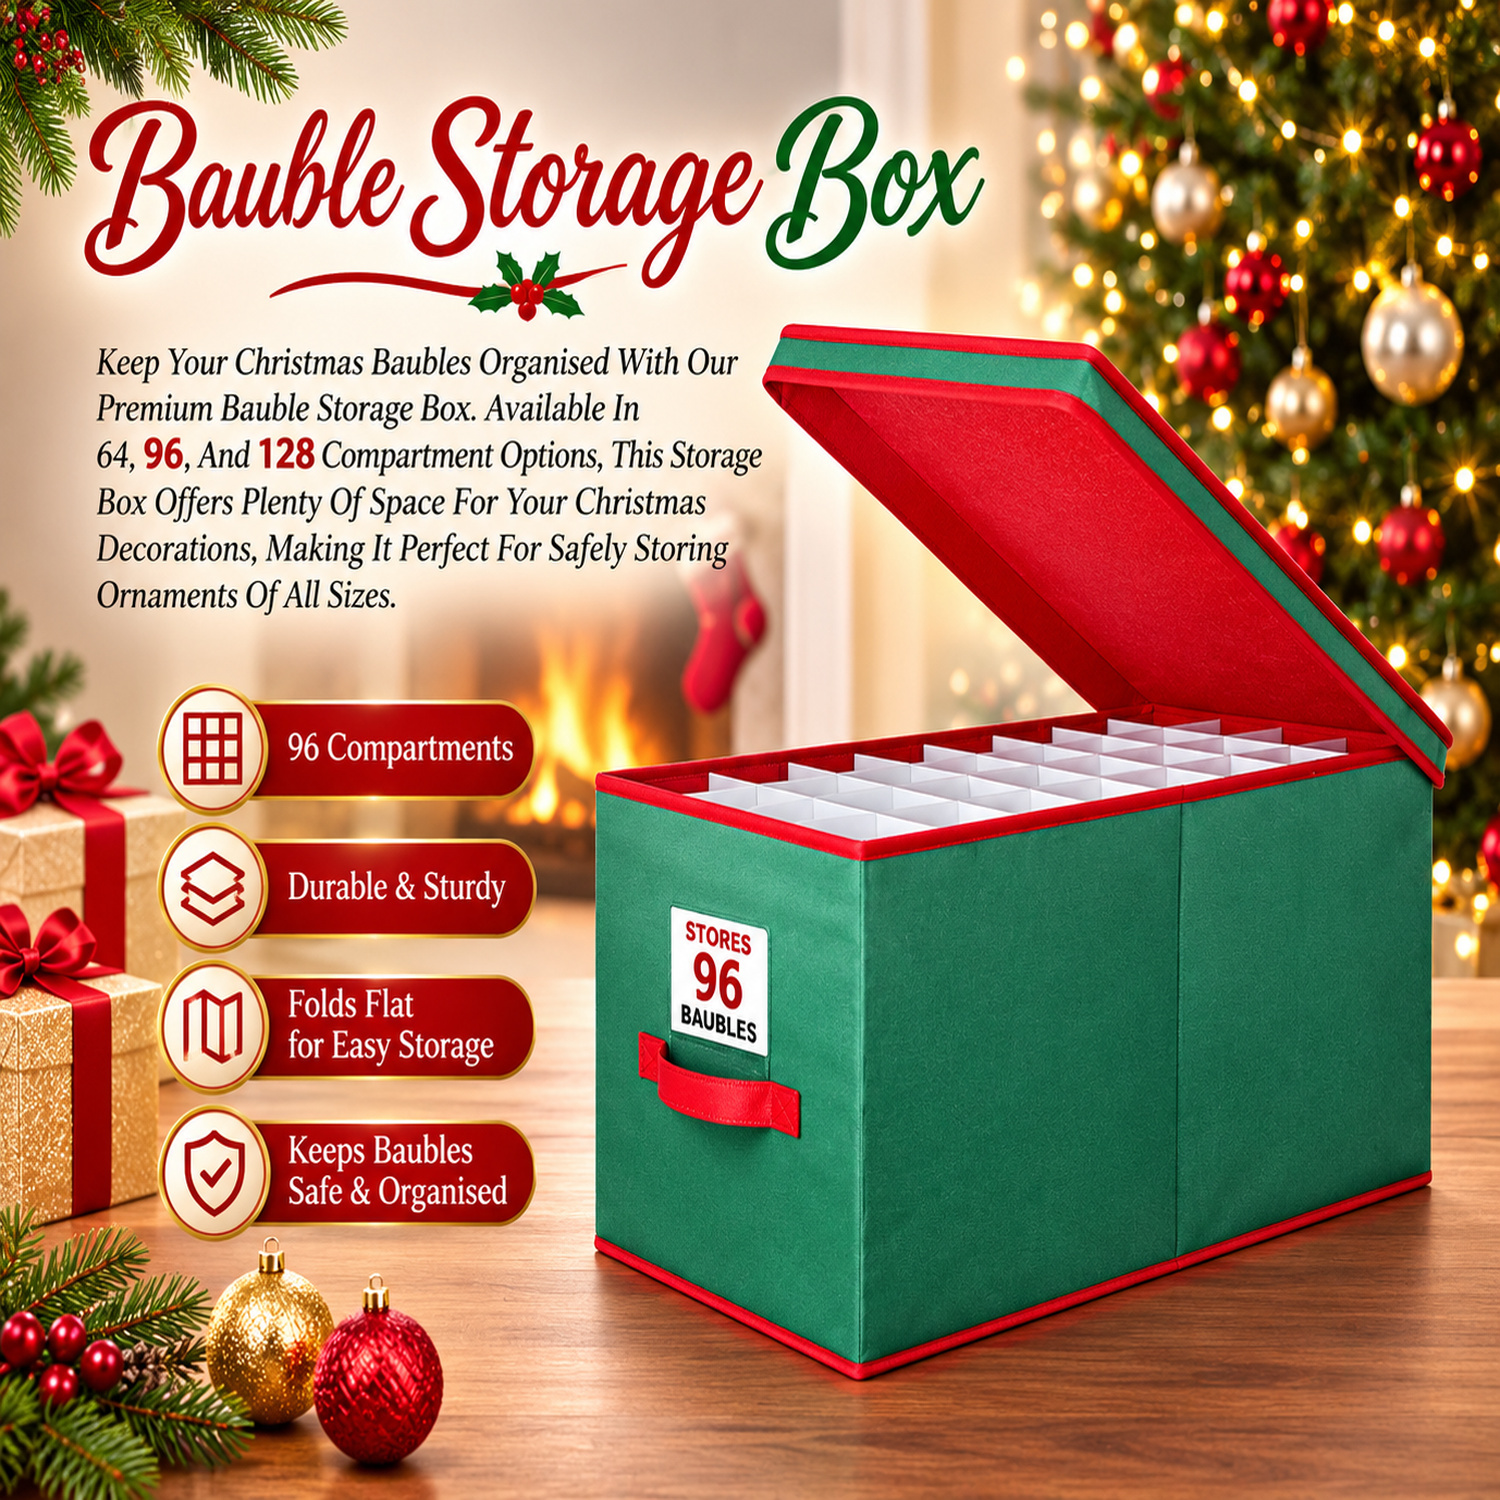 Bauble Storage Box
Keep Your Christmas Baubles Organised With Our
Premium Bauble Storage Box. Available In
64, 96, And 128 Compartment Options, This Storage
Box Offers Plenty Of Space For Your Christmas
Decorations, Making It Perfect For Safely Storing
Ornaments Of All Sizes.
96 Compartments
Durable & Sturdy
Folds Flat
for Easy Storage
Keeps Baubles
Safe & Organised
STORES
96
BAUBLES